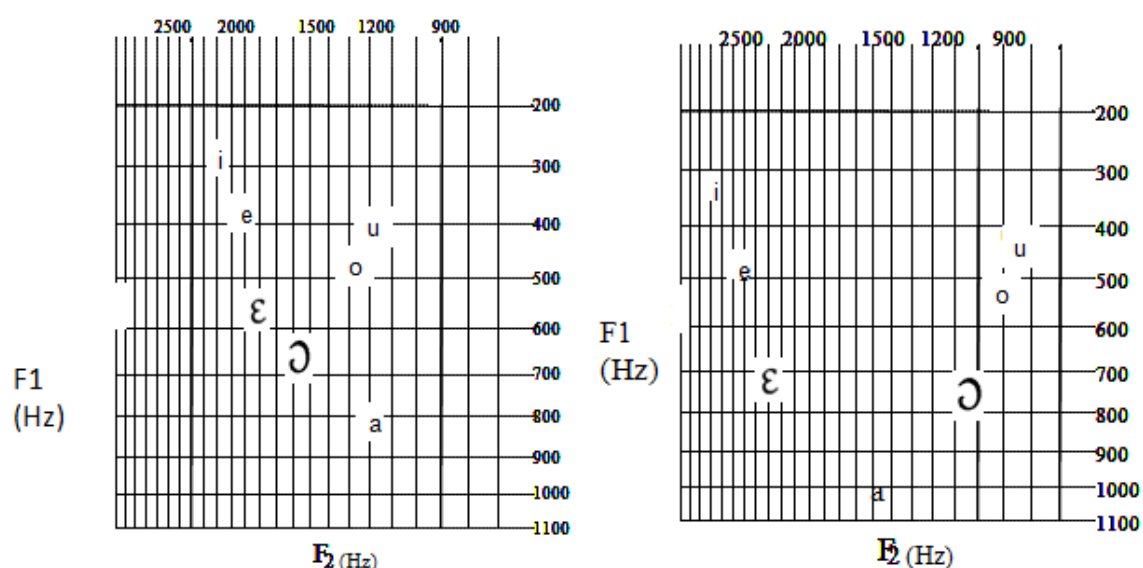 2500 2000 1500 1200 900
200
i 300
e 400
u
o 500
ɛ 600
ɔ 700
F1
(Hz)
a 800
900
1000
1100
F2 (Hz)
2500 2000 1500 1200 900
200
i 300
400
u
e 500
o
600
F1
(Hz)
ɛ 700
ɔ 800
900
a 1000
1100
F2 (Hz)